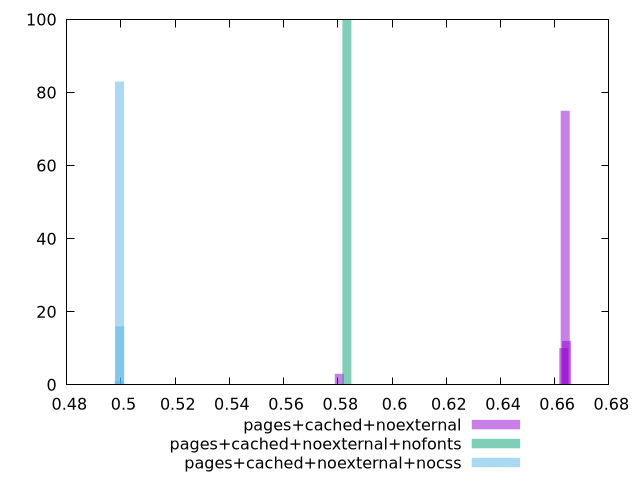 100
80
60
40
20
0
0.48 0.5 0.52 0.54 0.56 0.58 0.6 0.62 0.64 0.66 0.68
pages+cached+noexternal
pages+cached+noexternal+nofonts
pages+cached+noexternal+nocss